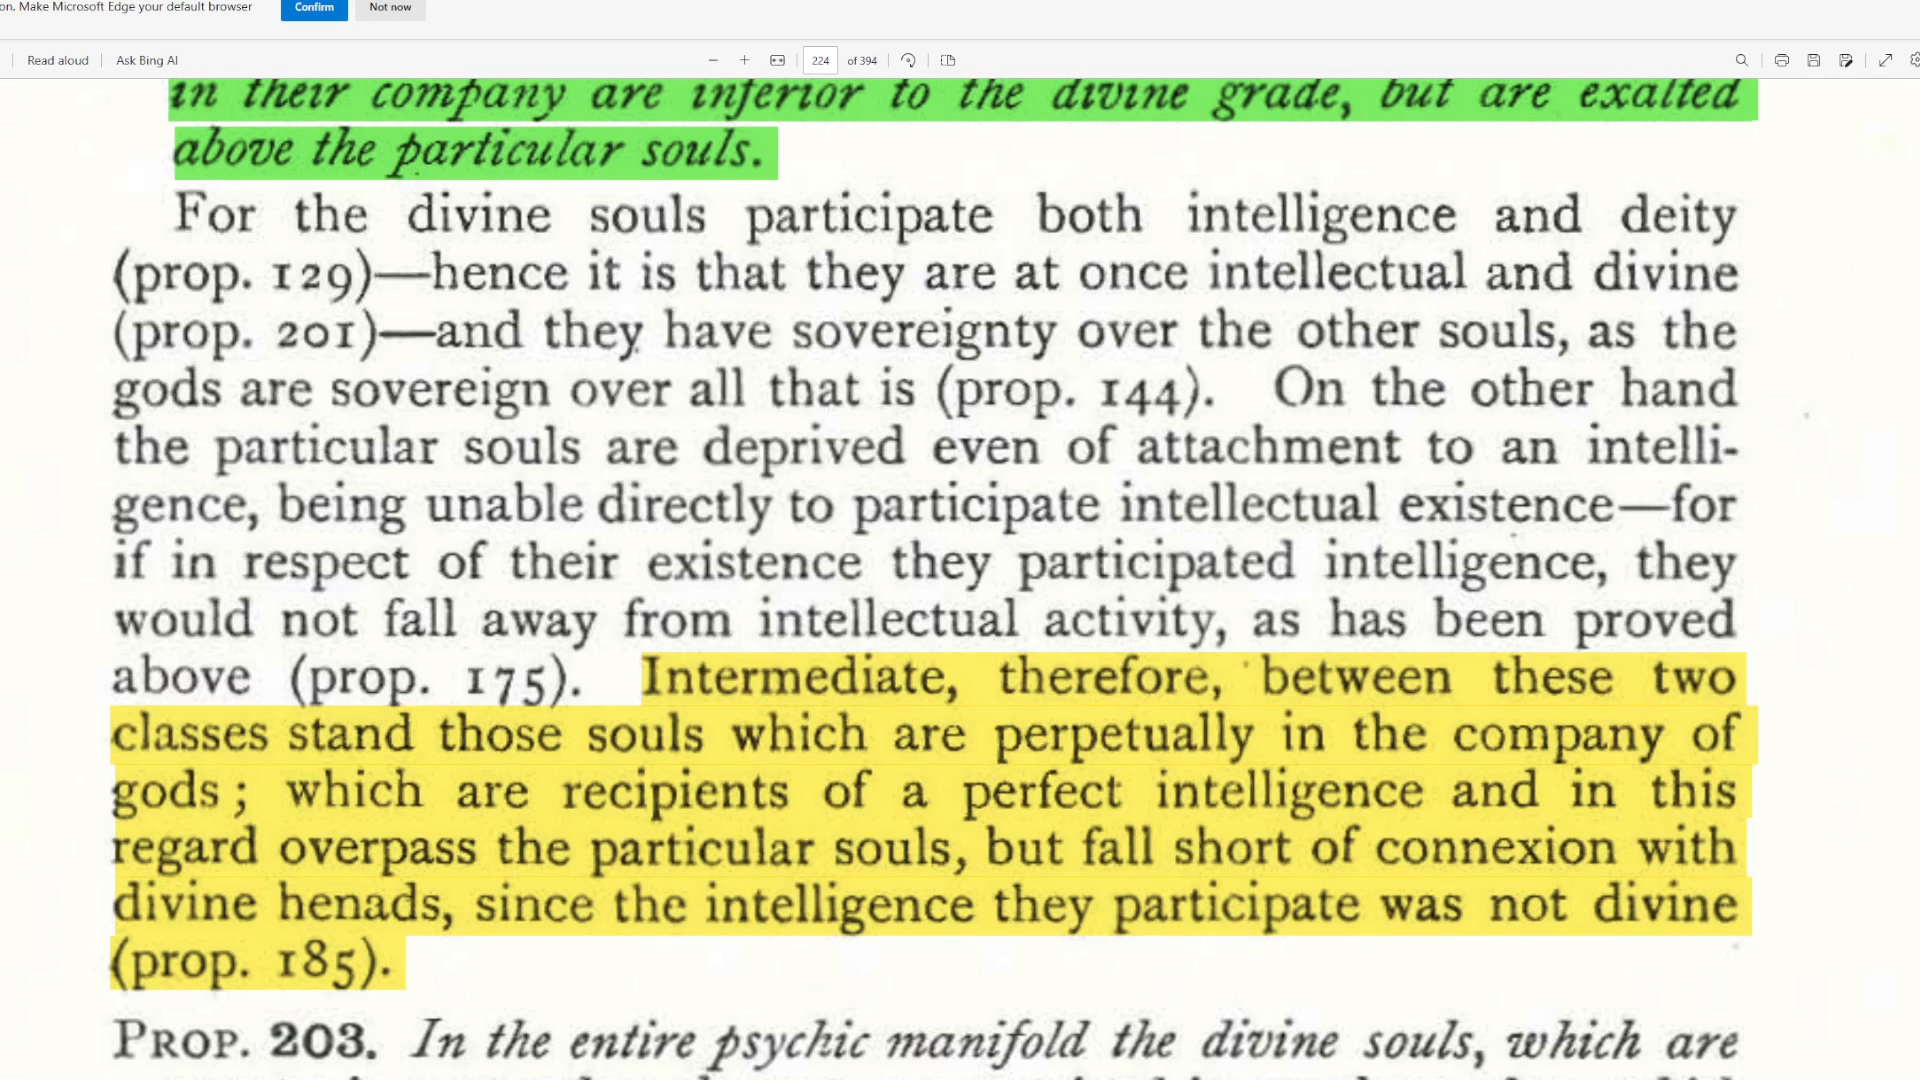 on. Make Microsoft Edge your default browser Confirm Not now
Read aloud Ask Bing AI 224 of 394
in their company are inferior to the divine grade, but are exalted
above the particular souls.
For the divine souls participate both intelligence and deity
(prop. 129)—hence it is that they are at once intellectual and divine
(prop. 201)—and they have sovereignty over the other souls, as the
gods are sovereign over all that is (prop. 144). On the other hand
the particular souls are deprived even of attachment to an intelli-
gence, being unable directly to participate intellectual existence—for
if in respect of their existence they participated intelligence, they
would not fall away from intellectual activity, as has been proved
above (prop. 175). Intermediate, therefore, between these two
classes stand those souls which are perpetually in the company of
gods; which are recipients of a perfect intelligence and in this
regard overpass the particular souls, but fall short of connexion with
divine henads, since the intelligence they participate was not divine
(prop. 185).
PROP. 203. In the entire psychic manifold the divine souls, which are